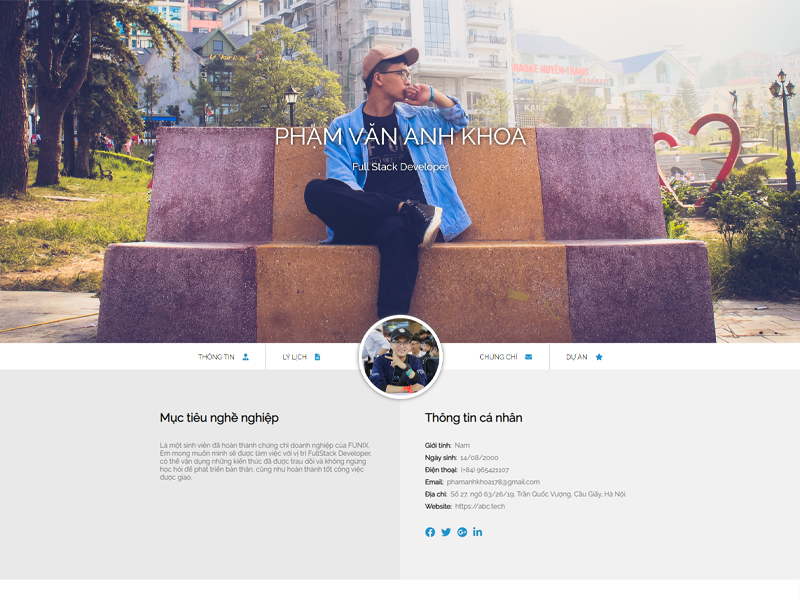 KARAOKE HUYỀN TRANG
PHẠM VĂN ANH KHOA
Full Stack Developer
THÔNG TIN
LÝ LỊCH
CHỨNG CHỈ
DỰ ÁN
Mục tiêu nghề nghiệp
Là một sinh viên đã hoàn thành chứng chỉ doanh nghiệp của FUNIX.
Em mong muốn mình sẽ được làm việc với vị trí FullStack Developer,
có thể vận dụng những kiến thức đã được trau dồi và không ngừng
học hỏi để phát triển bản thân, cũng như hoàn thành tốt công việc
được giao.
Thông tin cá nhân
Giới tính: Nam
Ngày sinh: 14/08/2000
Điện thoại: (+84) 965421107
Email: phamanhkhoa178@gmail.com
Địa chỉ: Số 27, ngõ 63/26/19, Trần Quốc Vượng, Cầu Giấy, Hà Nội.
Website: https://abc.tech